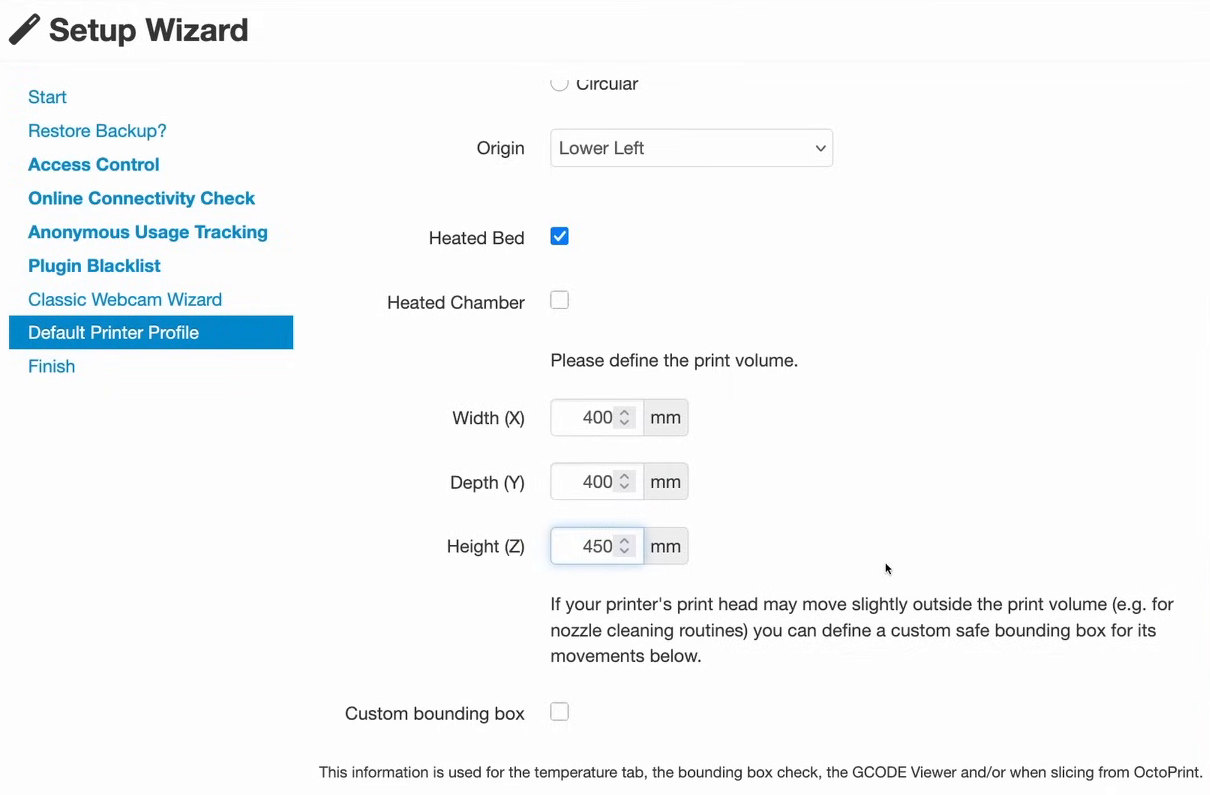 Setup Wizard
Start
Restore Backup?
Access Control
Online Connectivity Check
Anonymous Usage Tracking
Plugin Blacklist
Classic Webcam Wizard
Default Printer Profile
Finish
Circular
Origin Lower Left
Heated Bed
Heated Chamber
Please define the print volume.
Width (X) 400 mm
Depth (Y) 400 mm
Height (Z) 450 mm
If your printer's print head may move slightly outside the print volume (e.g. for
nozzle cleaning routines) you can define a custom safe bounding box for its
movements below.
Custom bounding box
This information is used for the temperature tab, the bounding box check, the GCODE Viewer and/or when slicing from OctoPrint.